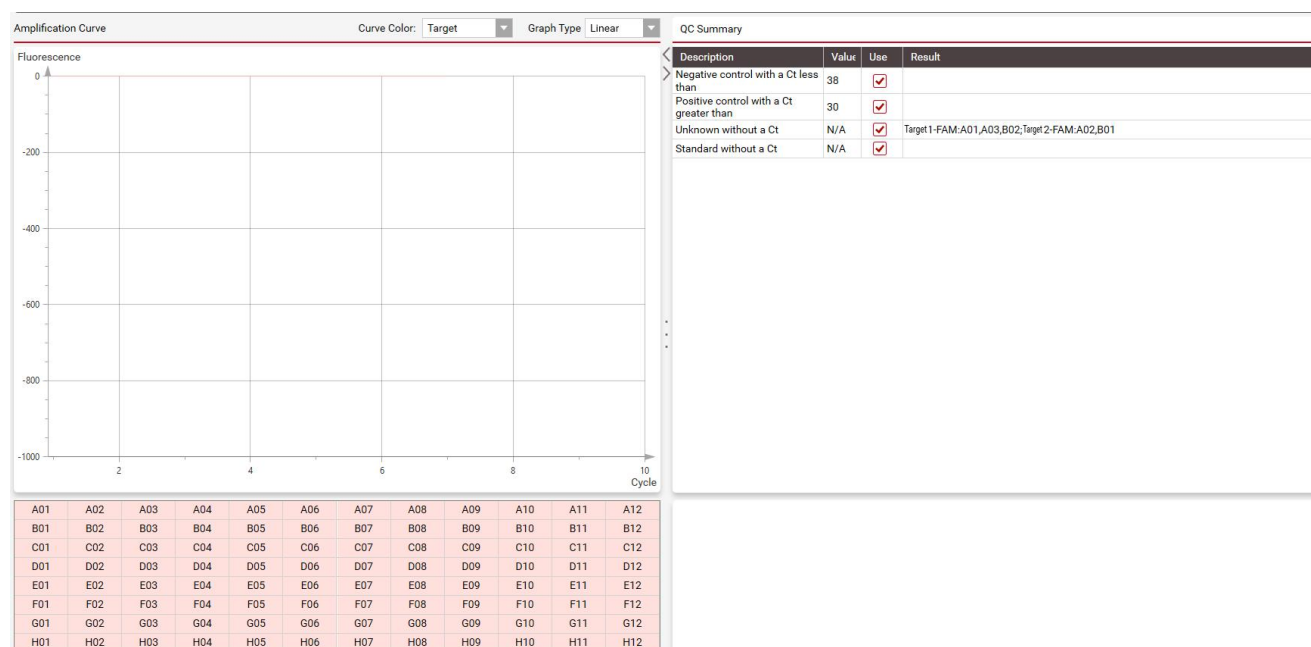 Amplification Curve
Curve Color: Target
Graph Type Linear
Fluorescence
0
-200
-400
-600
-800
-1000
2 4 6 8 10
Cycle
QC Summary
Description Value Use Result
Negative control with a Ct less
than
38
Positive control with a Ct
greater than
30
Unknown without a Ct N/A Target1-FAM:A01,A03,B02;Target2-FAM:A02,B01
Standard without a Ct N/A
A01 A02 A03 A04 A05 A06 A07 A08 A09 A10 A11 A12
B01 B02 B03 B04 B05 B06 B07 B08 B09 B10 B11 B12
C01 C02 C03 C04 C05 C06 C07 C08 C09 C10 C11 C12
D01 D02 D03 D04 D05 D06 D07 D08 D09 D10 D11 D12
E01 E02 E03 E04 E05 E06 E07 E08 E09 E10 E11 E12
F01 F02 F03 F04 F05 F06 F07 F08 F09 F10 F11 F12
G01 G02 G03 G04 G05 G06 G07 G08 G09 G10 G11 G12
H01 H02 H03 H04 H05 H06 H07 H08 H09 H10 H11 H12